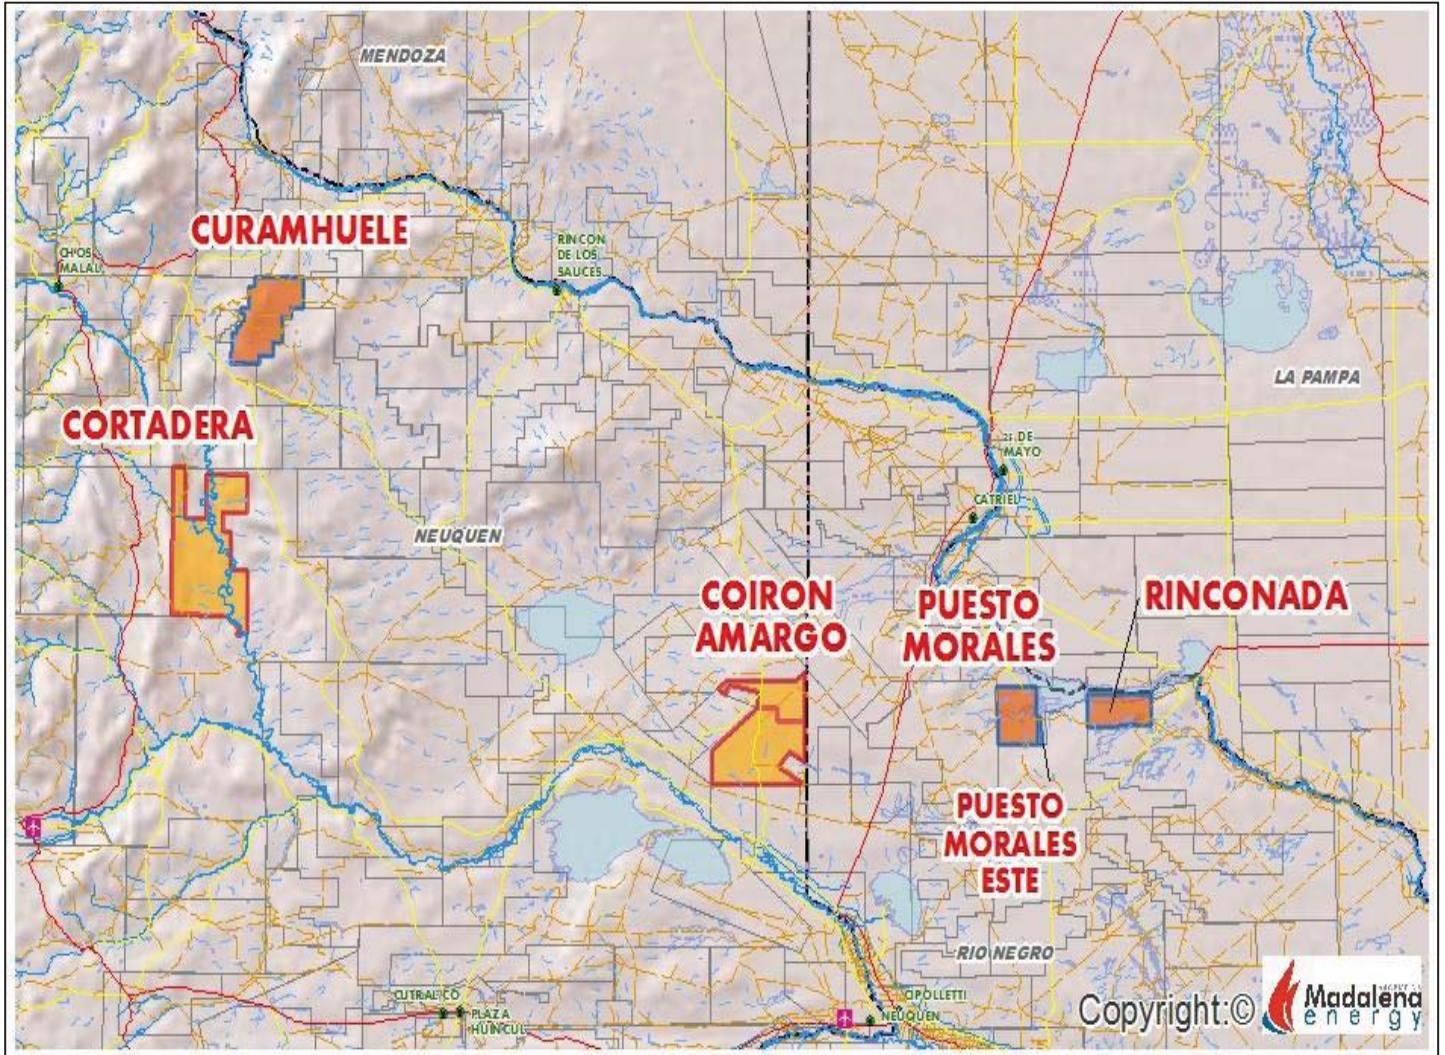 MENDOZA
CURAMHUELE
CHOS
MALAL
RINCON
DE LOS
SAUCES
LA PAMPA
CORTADERA
25 DE
MAYO
CATRIEL
NEUQUEN
COIRON
AMARGO
PUESTO
MORALES
RINCONADA
PUESTO
MORALES
ESTE
RIO NEGRO
CUTRAL CO
PLAZA
HUINCUL
CIPOLLETTI
NEUQUEN
Copyright:©
Madalena
energy